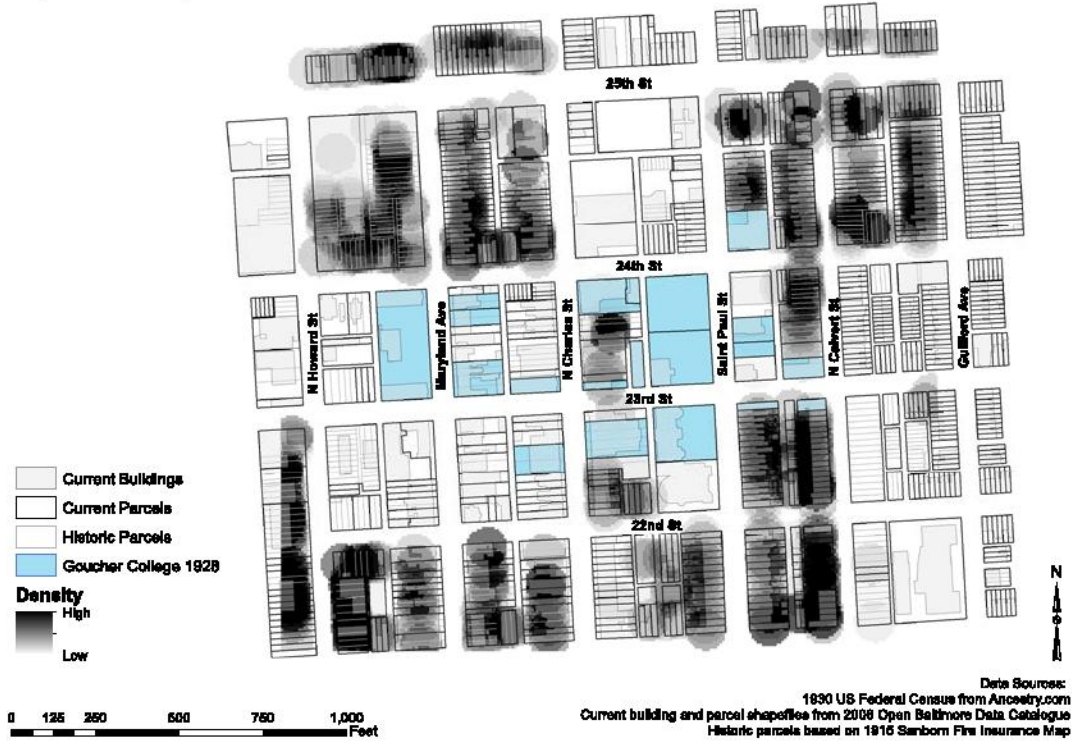 25th St
24th St
N Howard St
Maryland Ave
N Charles St
Saint Paul St
N Calvert St
Guilford Ave
23rd St
22nd St
Current Buildings
Current Parcels
Historic Parcels
Goucher College 1928
Density
High
Low
N
0 125 250 500 750 1,000
Feet
Data Sources:
1930 US Federal Census from Ancestry.com
Current building and parcel shapefiles from 2008 Open Baltimore Data Catalogue
Historic parcels based on 1915 Sanborn Fire Insurance Map